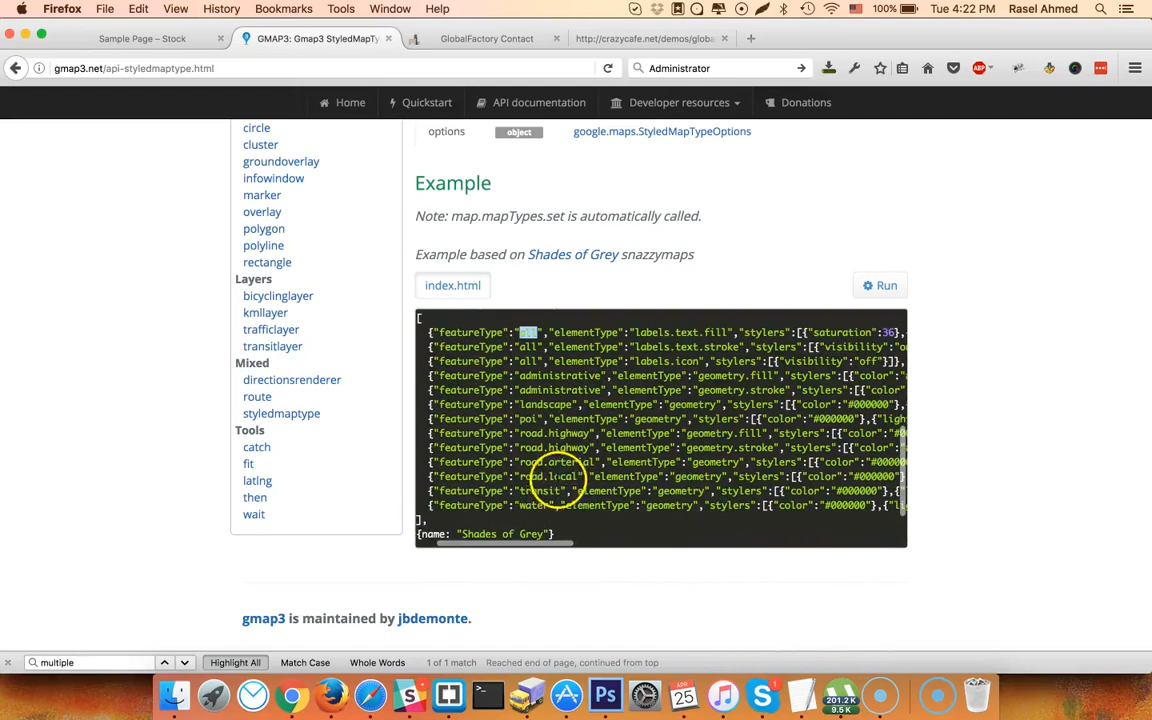 Firefox File Edit View History Bookmarks Tools Window Help 100% Tue 4:22 PM Rasel Ahmed
Sample Page – Stock × GMAP3: Gmap3 StyledMapTy × GlobalFactory Contact × http://crazycafe.net/demos/globa × +
gmap3.net/api-styledmaptype.html Administrator ABP
Home Quickstart API documentation Developer resources Donations
circle
cluster
groundoverlay
infowindow
marker
overlay
polygon
polyline
rectangle
Layers
bicyclinglayer
kmllayer
trafficlayer
transitlayer
Mixed
directionsrenderer
route
styledmaptype
Tools
catch
fit
latlng
then
wait
options object google.maps.StyledMapTypeOptions
Example
Note: map.mapTypes.set is automatically called.
Example based on Shades of Grey snazzymaps
index.html Run
[
{"featureType":"all","elementType":"labels.text.fill","stylers":[{"saturation":36},
{"featureType":"all","elementType":"labels.text.stroke","stylers":[{"visibility":"o
{"featureType":"all","elementType":"labels.icon","stylers":[{"visibility":"off"}]},
{"featureType":"administrative","elementType":"geometry.fill","stylers":[{"color":"
{"featureType":"administrative","elementType":"geometry.stroke","stylers":[{"color"
{"featureType":"landscape","elementType":"geometry","stylers":[{"color":"#000000"},
{"featureType":"poi","elementType":"geometry","stylers":[{"color":"#000000"},{"lig
{"featureType":"road.highway","elementType":"geometry.fill","stylers":[{"color":"#0
{"featureType":"road.highway","elementType":"geometry.stroke","stylers":[{"color":"
{"featureType":"road.arterial","elementType":"geometry","stylers":[{"color":"#00000
{"featureType":"road.local","elementType":"geometry","stylers":[{"color":"#000000"}
{"featureType":"transit","elementType":"geometry","stylers":[{"color":"#000000"},{
{"featureType":"water","elementType":"geometry","stylers":[{"color":"#000000"},{"li
],
{name: "Shades of Grey"}
gmap3 is maintained by jbdemonte.
× multiple Highlight All Match Case Whole Words 1 of 1 match Reached end of page, continued from top
25 Ps 1
201.2 K
9.5 K